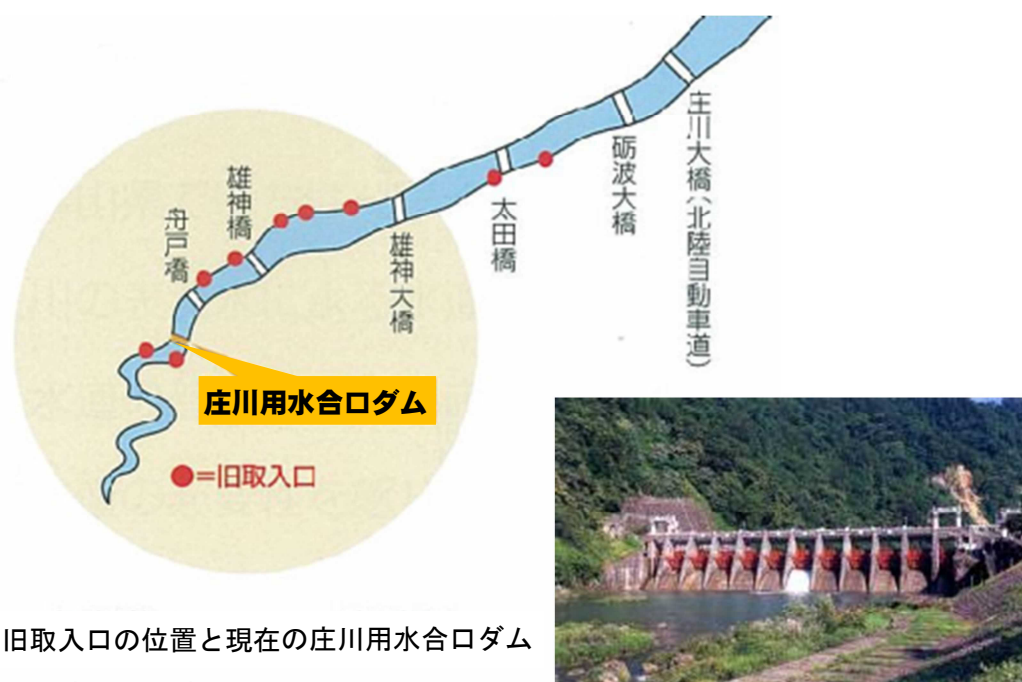 庄川大橋(北陸自動車道)
砺波大橋
太田橋
雄神大橋
雄神橋
舟戸橋
庄川用水合口ダム
=旧取入口
旧取入口の位置と現在の庄川用水合口ダム